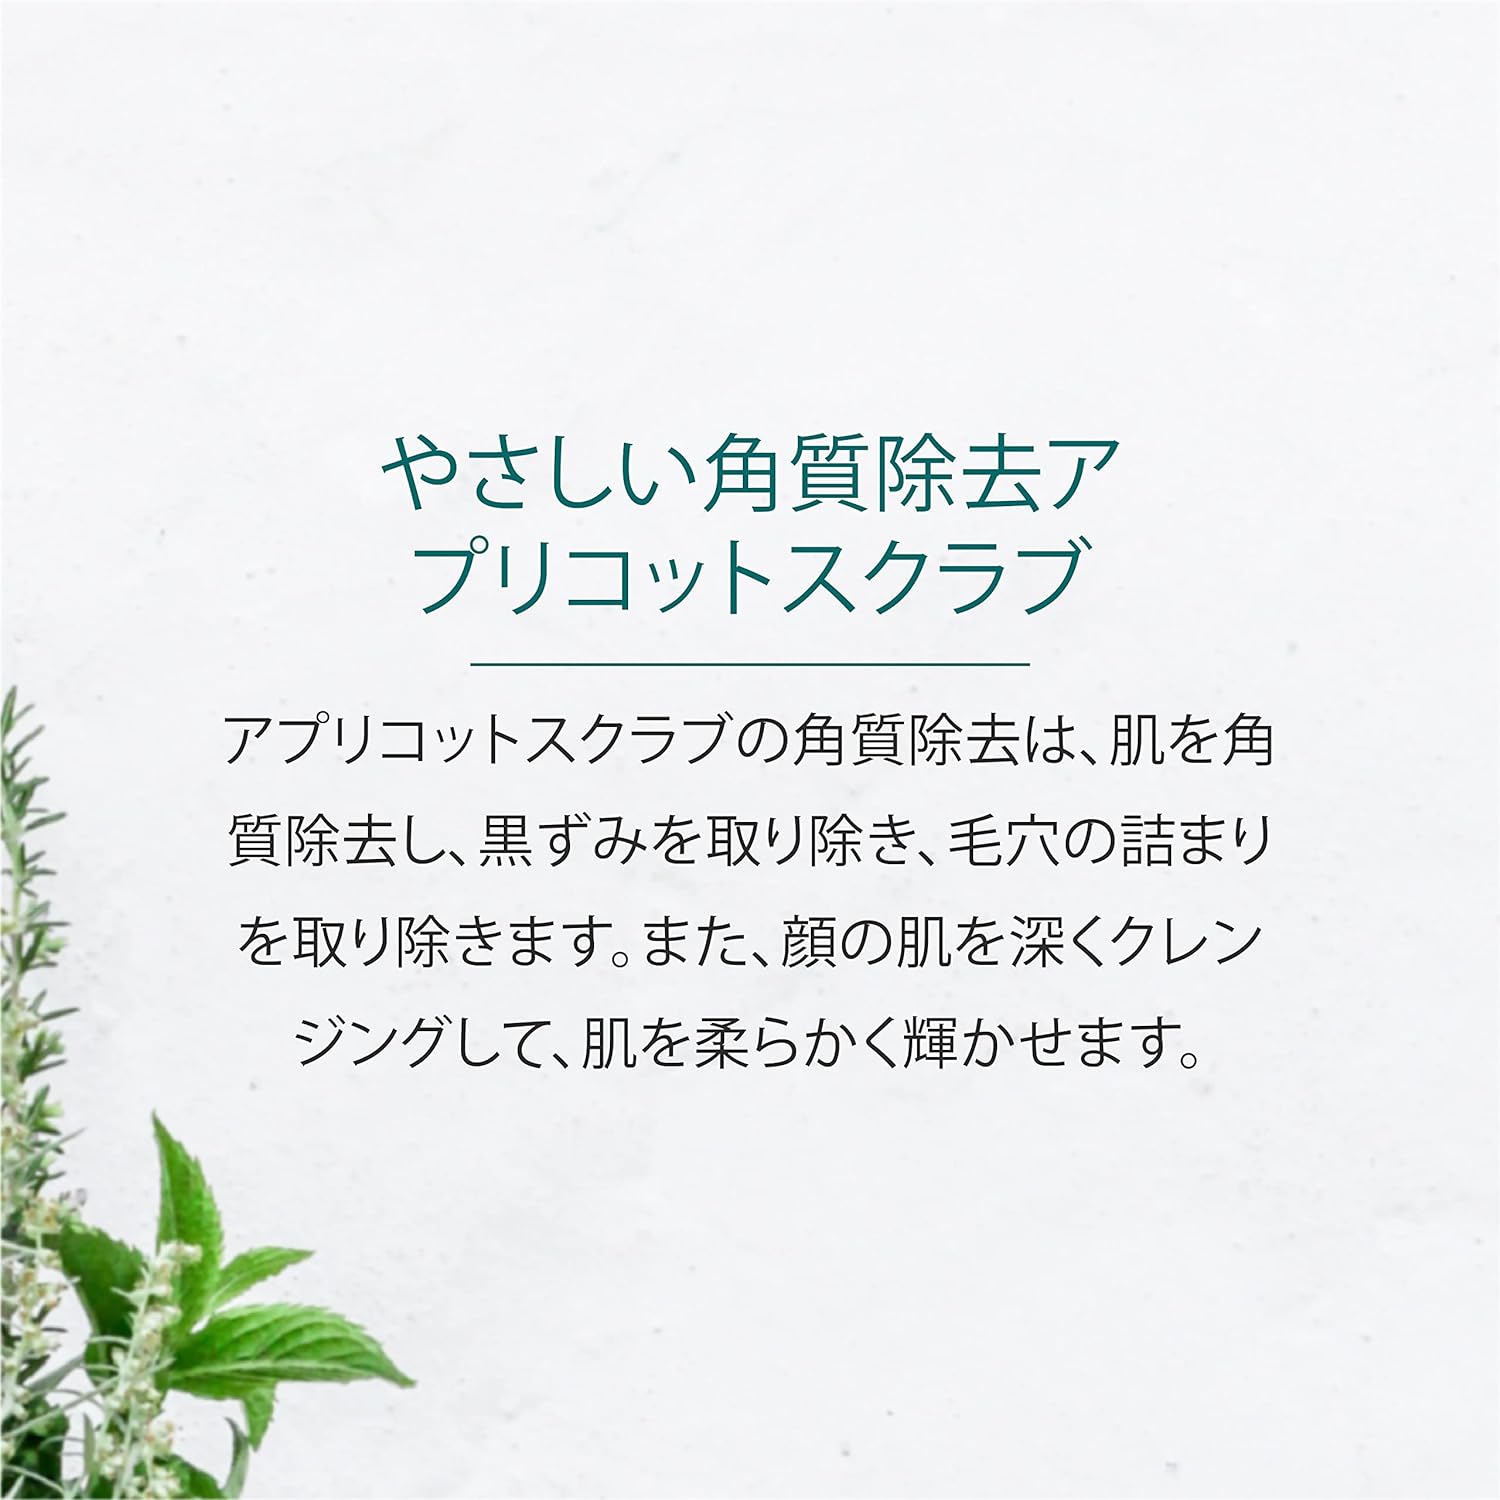 やさしい角質除去ア
プリコットスクラブ
アプリコットスクラブの角質除去は、肌を角
質除去し、黒ずみを取り除き、毛穴の詰まり
を取り除きます。また、顔の肌を深くクレン
ジングして、肌を柔らかく輝かせます。